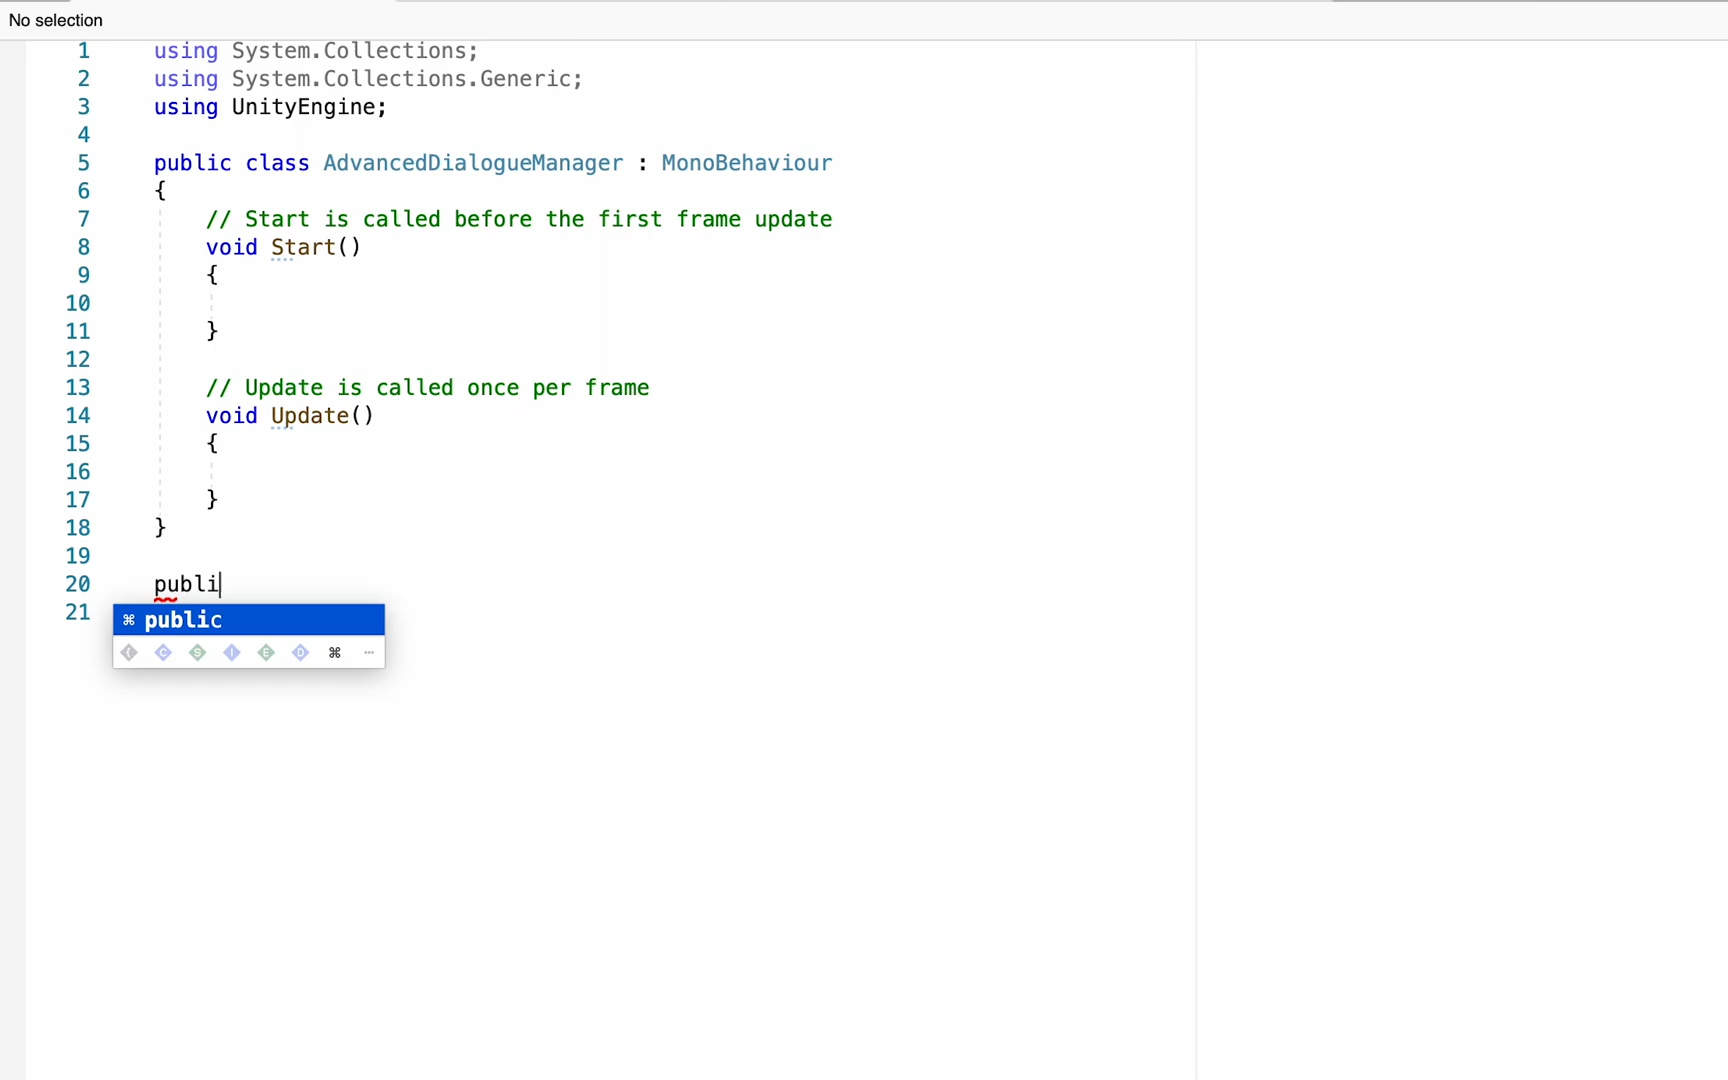 No selection
1 using System.Collections;
2 using System.Collections.Generic;
3 using UnityEngine;
4
5 public class AdvancedDialogueManager : MonoBehaviour
6 {
7 // Start is called before the first frame update
8 void Start()
9 {
10
11 }
12
13 // Update is called once per frame
14 void Update()
15 {
16
17 }
18 }
19
20 publi
21
⌘ public
{ C S I E D ⌘ ...